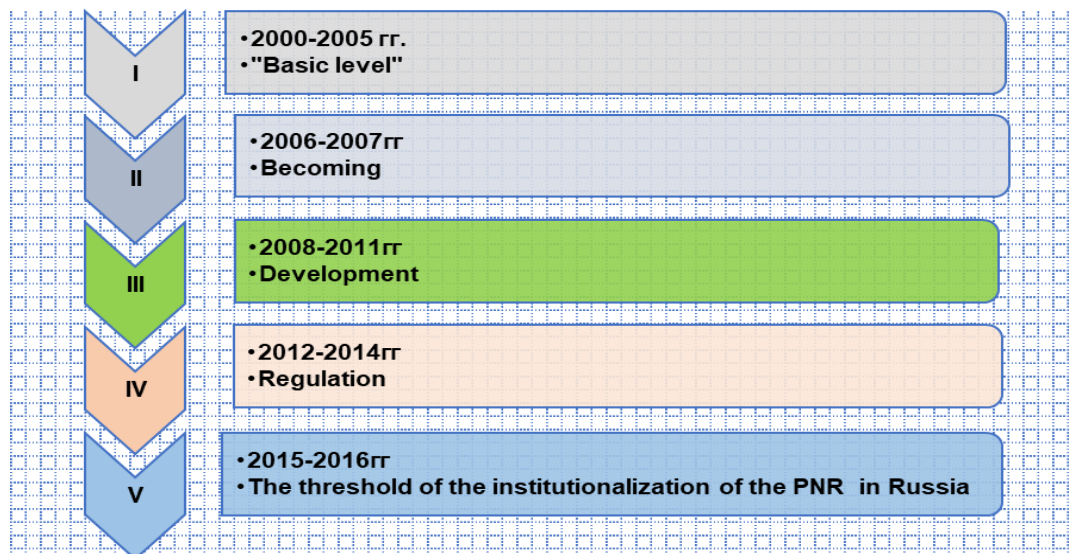 I
•2000-2005 гг.
•"Basic level"
II
•2006-2007гг
•Becoming
III
•2008-2011гг
•Development
IV
•2012-2014гг
•Regulation
V
•2015-2016гг
•The threshold of the institutionalization of the PNR in Russia